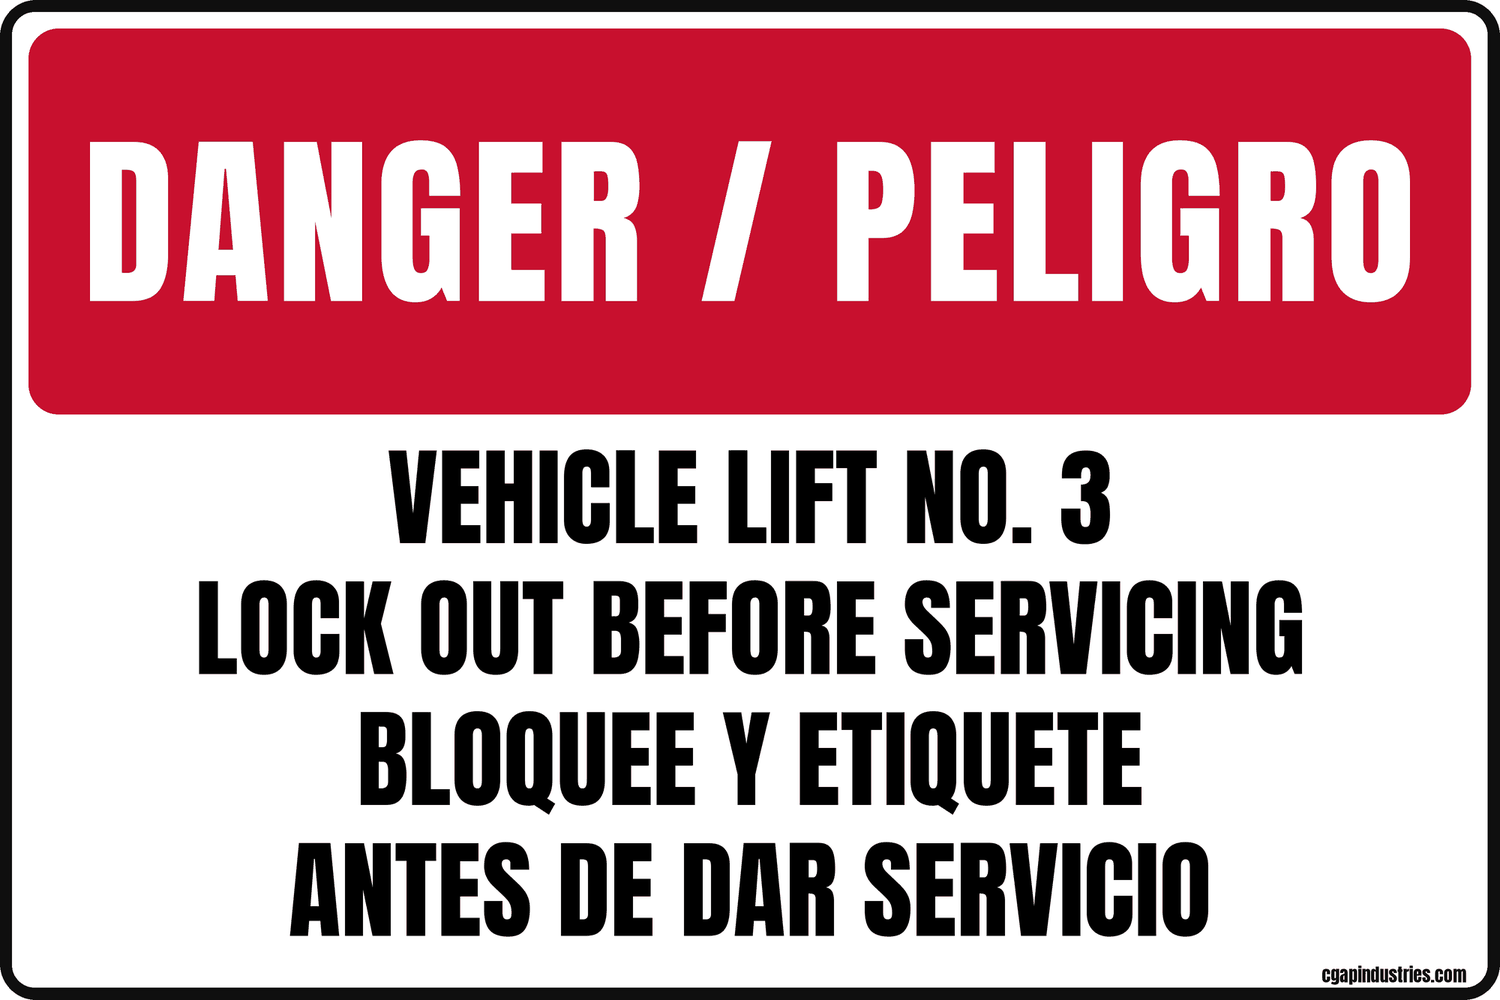 DANGER / PELIGRO
VEHICLE LIFT NO. 3
LOCK OUT BEFORE SERVICING
BLOQUEE Y ETIQUETE
ANTES DE DAR SERVICIO
cgapindustries.com